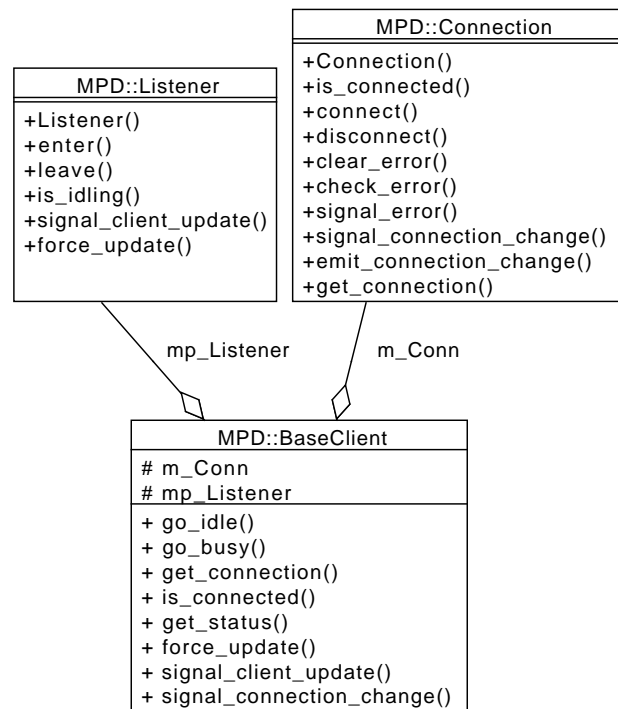 MPD::Listener
+Listener()
+enter()
+leave()
+is_idling()
+signal_client_update()
+force_update()
MPD::Connection
+Connection()
+is_connected()
+connect()
+disconnect()
+clear_error()
+check_error()
+signal_error()
+signal_connection_change()
+emit_connection_change()
+get_connection()
mp_Listener
m_Conn
MPD::BaseClient
# m_Conn
# mp_Listener
+ go_idle()
+ go_busy()
+ get_connection()
+ is_connected()
+ get_status()
+ force_update()
+ signal_client_update()
+ signal_connection_change()